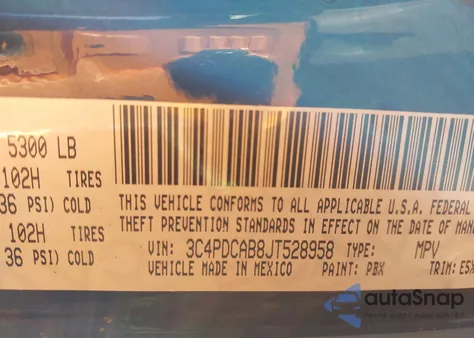 5300 LB
102H TIRES
36 PSI) COLD
102H TIRES
36 PSI) COLD
THIS VEHICLE CONFORMS TO ALL APPLICABLE U.S.A. FEDERAL
THEFT PREVENTION STANDARDS IN EFFECT ON THE DATE OF MANU
VIN: 3C4PDCAB8JT528958 TYPE: MPV
VEHICLE MADE IN MEXICO PAINT: PBX TRIM: E5X
autoSnap